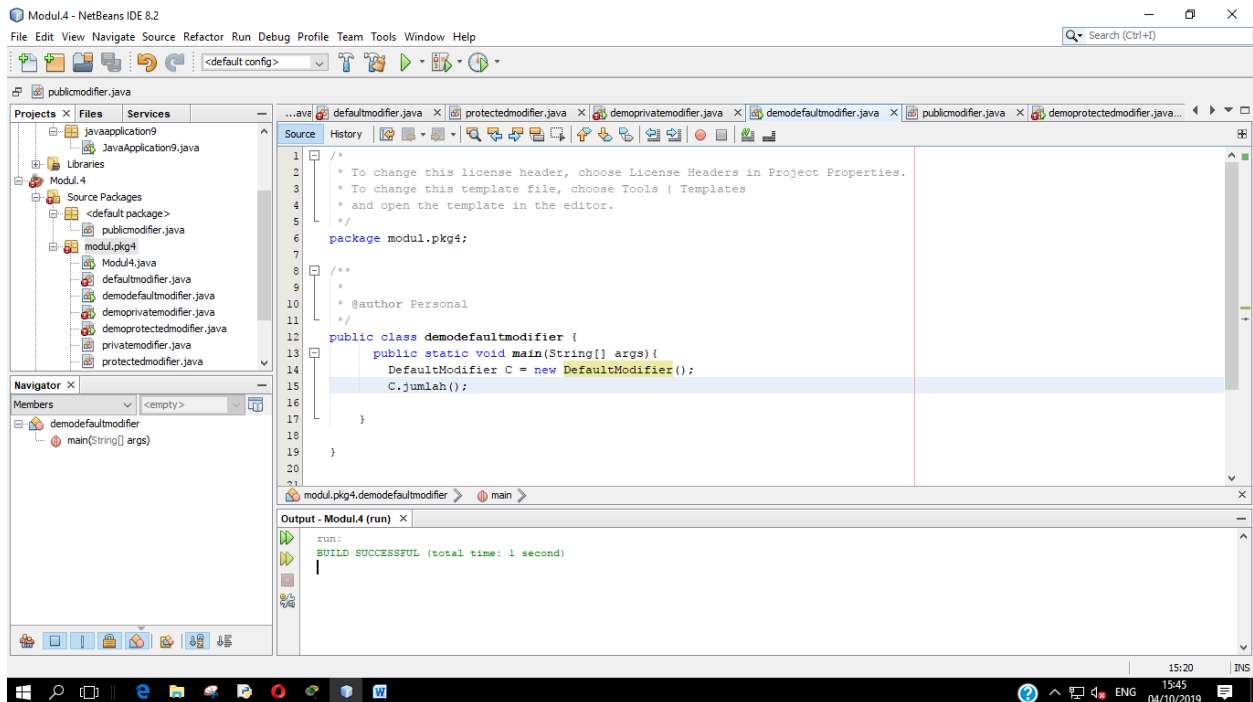 Modul.4 - NetBeans IDE 8.2
File Edit View Navigate Source Refactor Run Debug Profile Team Tools Window Help
Search (Ctrl+I)
<default config>
publicmodifier.java
Projects Files Services
javaapplication9
JavaApplication9.java
Libraries
Modul.4
Source Packages
<default package>
publicmodifier.java
modul.pkg4
Modul4.java
defaultmodifier.java
demodefaultmodifier.java
demoprivatemodifier.java
demoprotectedmodifier.java
privatemodifier.java
protectedmodifier.java
Navigator
Members <empty>
demodefaultmodifier
main(String[] args)
...ava defaultmodifier.java protectedmodifier.java demoprivatemodifier.java demodefaultmodifier.java publicmodifier.java demoprotectedmodifier.java...
Source History
1 /*
2 * To change this license header, choose License Headers in Project Properties.
3 * To change this template file, choose Tools | Templates
4 * and open the template in the editor.
5 */
6 package modul.pkg4;
7
8 /**
9 *
10 * @author Personal
11 */
12 public class demodefaultmodifier {
13 public static void main(String[] args){
14 DefaultModifier C = new DefaultModifier();
15 C.jumlah();
16
17 }
18
19 }
20
21
modul.pkg4.demodefaultmodifier main
Output - Modul.4 (run)
run:
BUILD SUCCESSFUL (total time: 1 second)
15:20 INS
ENG
15:45
04/10/2019